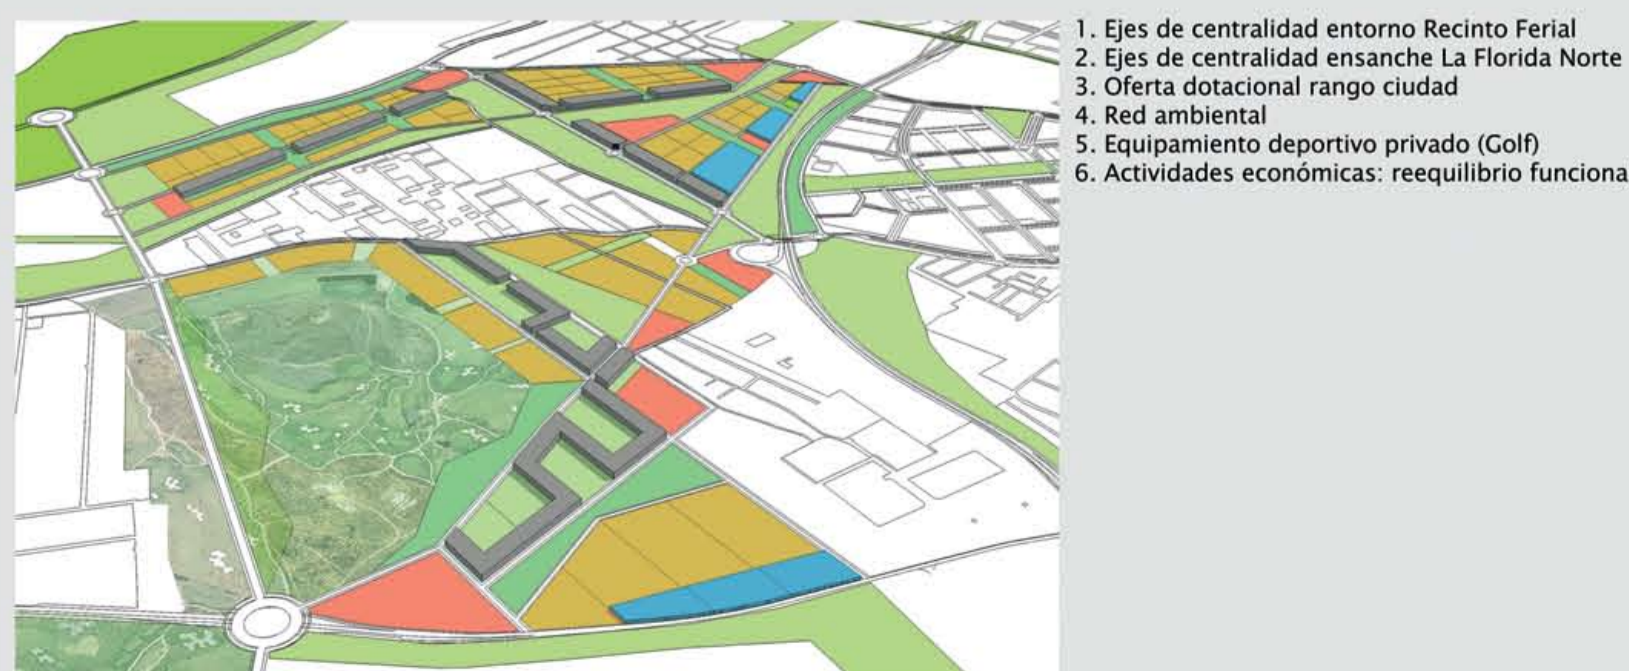 1. Ejes de centralidad entorno Recinto Ferial
2. Ejes de centralidad ensanche La Florida Norte
3. Oferta dotacional rango ciudad
4. Red ambiental
5. Equipamiento deportivo privado (Golf)
6. Actividades económicas: reequilibrio funciona